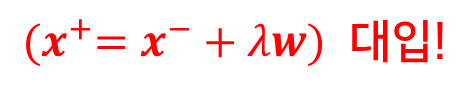 (x⁺= x⁻ + λw) 대입!